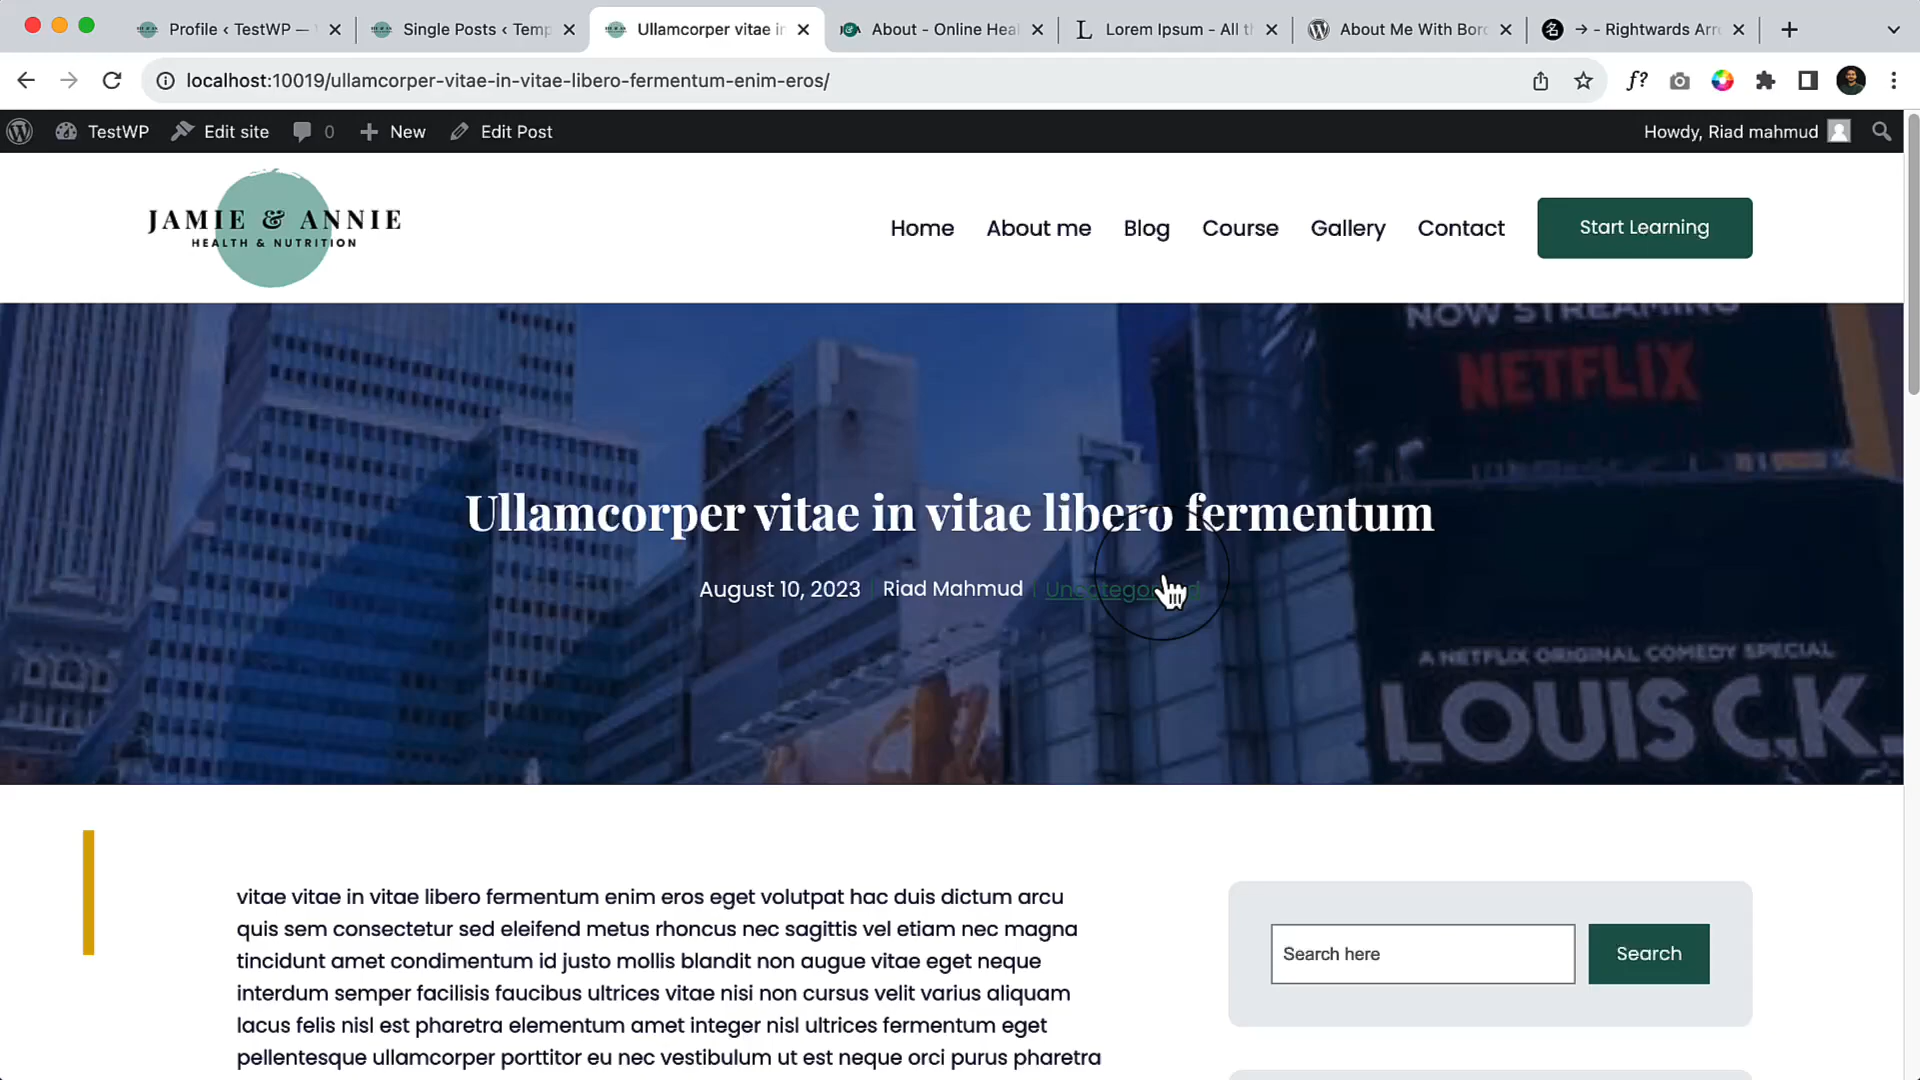 Profile ‹ TestWP —
Single Posts ‹ Temp
Ullamcorper vitae in
About - Online Heal
Lorem Ipsum - All t
About Me With Bord
→ - Rightwards Arr
localhost:10019/ullamcorper-vitae-in-vitae-libero-fermentum-enim-eros/
f?
TestWP
Edit site
0
New
Edit Post
Howdy, Riad mahmud
JAMIE & ANNIE
HEALTH & NUTRITION
Home
About me
Blog
Course
Gallery
Contact
Start Learning
NOW STREAMING
NETFLIX
Ullamcorper vitae in vitae libero fermentum
August 10, 2023
Riad Mahmud
A NETFLIX ORIGINAL COMEDY SPECIAL
LOUIS C.K.
vitae vitae in vitae libero fermentum enim eros eget volutpat hac duis dictum arcu
quis sem consectetur sed eleifend metus rhoncus nec sagittis vel etiam nec magna
tincidunt amet condimentum id justo mollis blandit non augue vitae eget neque
interdum semper facilisis faucibus ultrices vitae nisi non cursus velit varius aliquam
lacus felis nisl est pharetra elementum amet integer nisl ultrices fermentum eget
pellentesque ullamcorper porttitor eu nec vestibulum ut est neque orci purus pharetra
Search here
Search